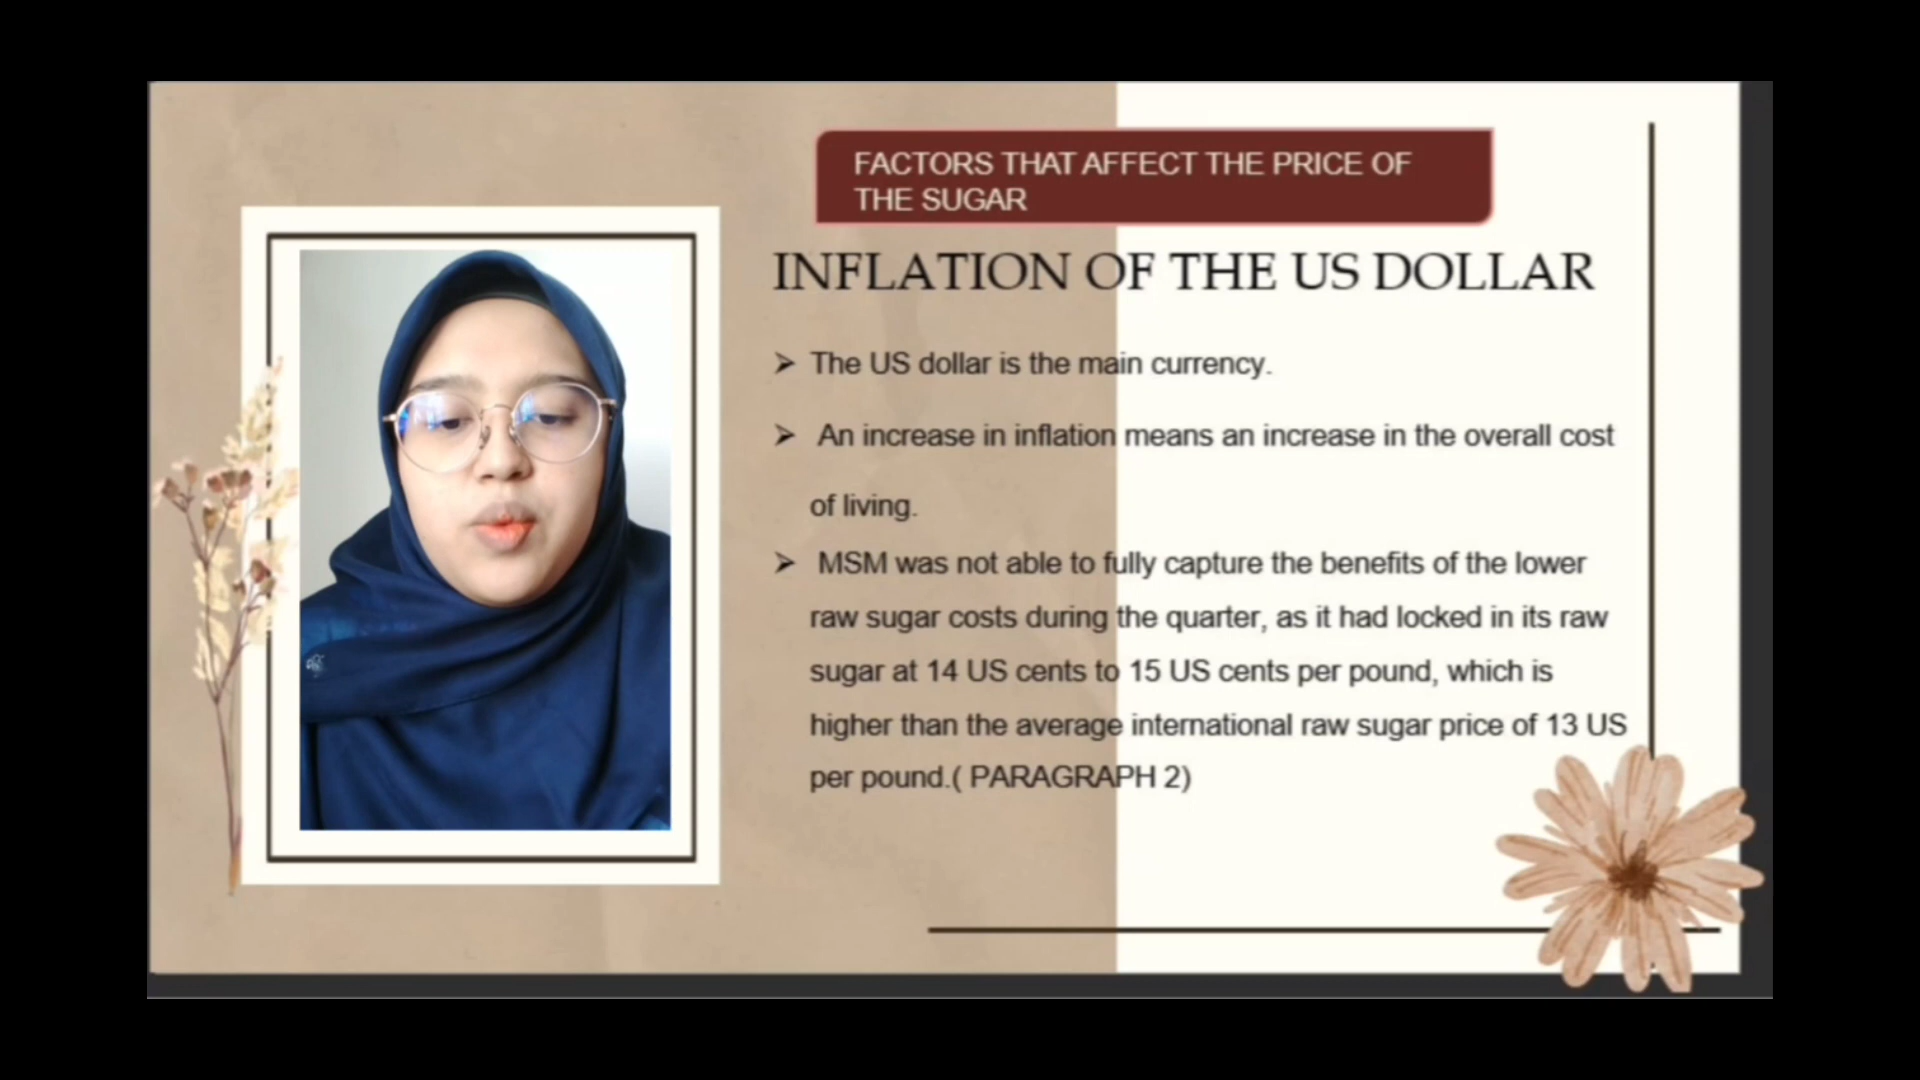 FACTORS THAT AFFECT THE PRICE OF
THE SUGAR
INFLATION OF THE US DOLLAR
➢ The US dollar is the main currency.
➢ An increase in inflation means an increase in the overall cost
of living.
➢ MSM was not able to fully capture the benefits of the lower
raw sugar costs during the quarter, as it had locked in its raw
sugar at 14 US cents to 15 US cents per pound, which is
higher than the average international raw sugar price of 13 US
per pound.( PARAGRAPH 2)